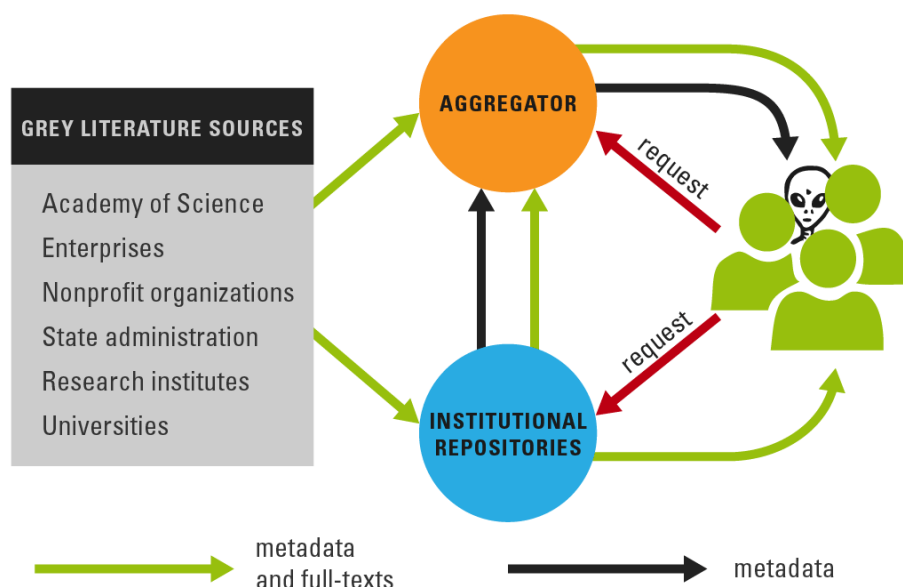 GREY LITERATURE SOURCES
Academy of Science
Enterprises
Nonprofit organizations
State administration
Research institutes
Universities
AGGREGATOR
request
request
INSTITUTIONAL
REPOSITORIES
metadata
and full-texts
metadata